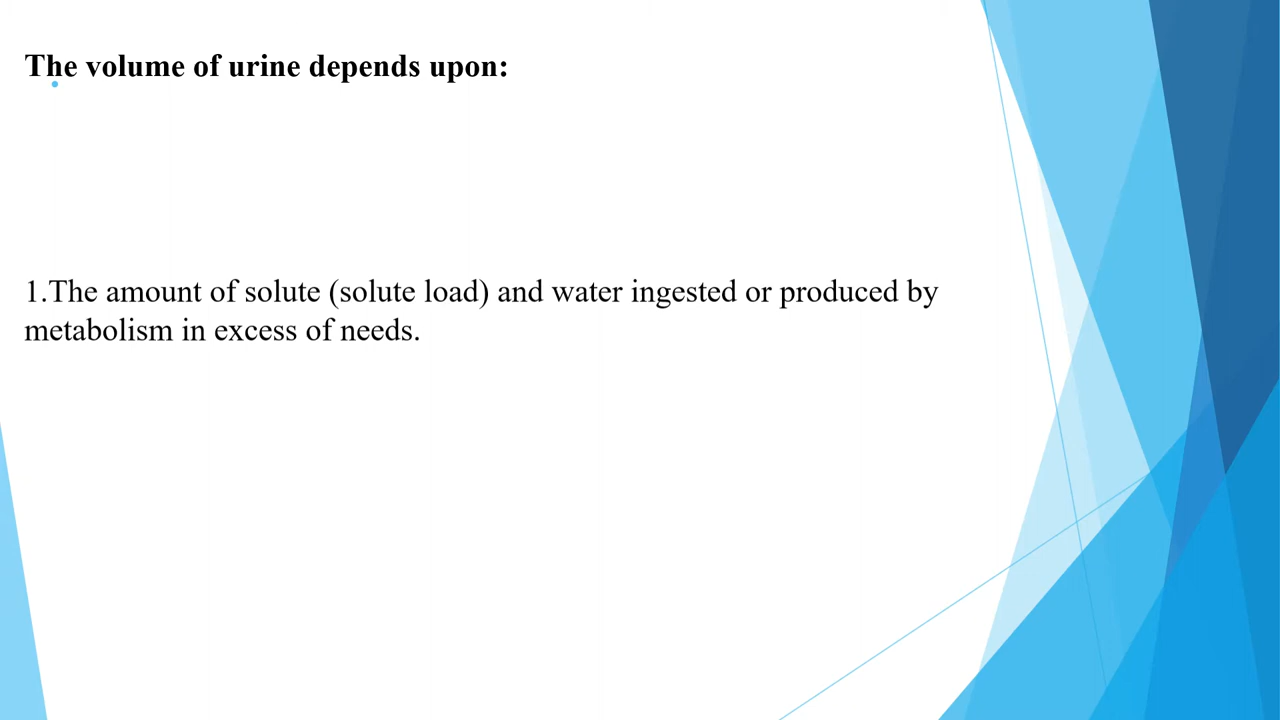 The volume of urine depends upon:
1.The amount of solute (solute load) and water ingested or produced by
metabolism in excess of needs.